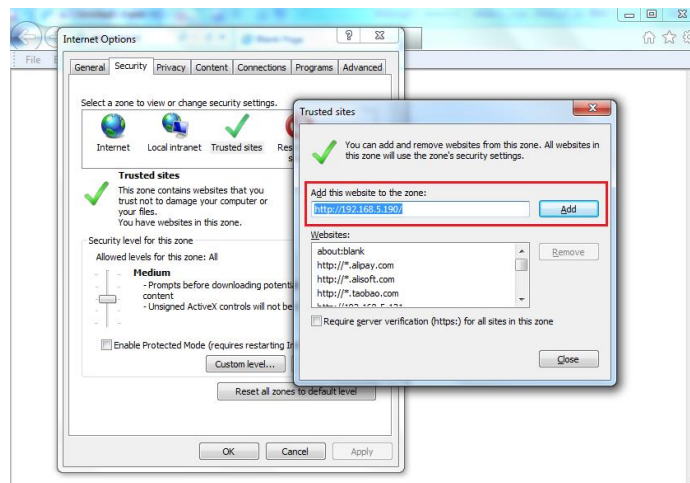 Internet Options
File
General Security Privacy Content Connections Programs Advanced
Select a zone to view or change security settings.
Internet Local intranet Trusted sites
Trusted sites
This zone contains websites that you
trust not to damage your computer or
your files.
You have websites in this zone.
Security level for this zone
Allowed levels for this zone: All
Medium
- Prompts before downloading
content
- Unsigned ActiveX controls will not be
Enable Protected Mode (requires restarting
Custom level...
Reset all zones to default level
OK Cancel Apply
Trusted sites
You can add and remove websites from this zone. All websites in
this zone will use the zone's security settings.
Add this website to the zone:
http://192.168.5.190/ Add
Websites:
about:blank Remove
http://*.alipay.com
http://*.alisoft.com
http://*.taobao.com
Require server verification (https:) for all sites in this zone
Close